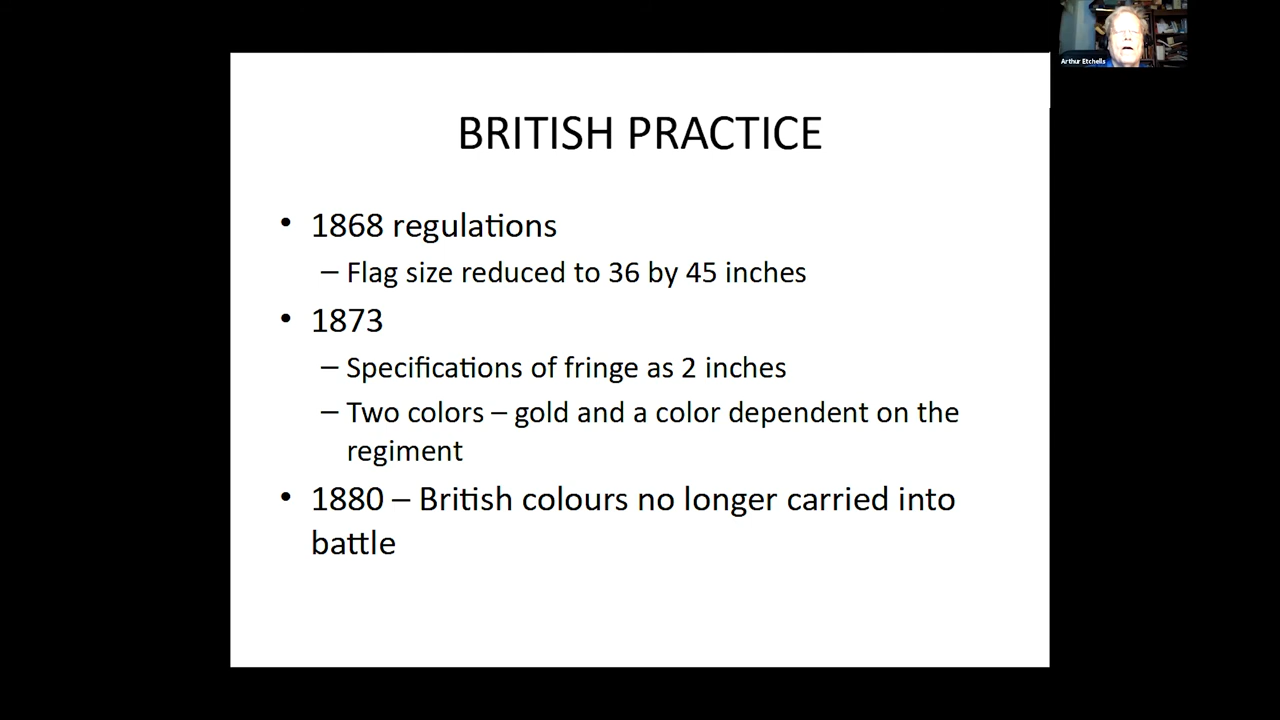 Arthur Etchells
BRITISH PRACTICE
• 1868 regulations
– Flag size reduced to 36 by 45 inches
• 1873
– Specifications of fringe as 2 inches
– Two colors – gold and a color dependent on the
regiment
• 1880 – British colours no longer carried into
battle